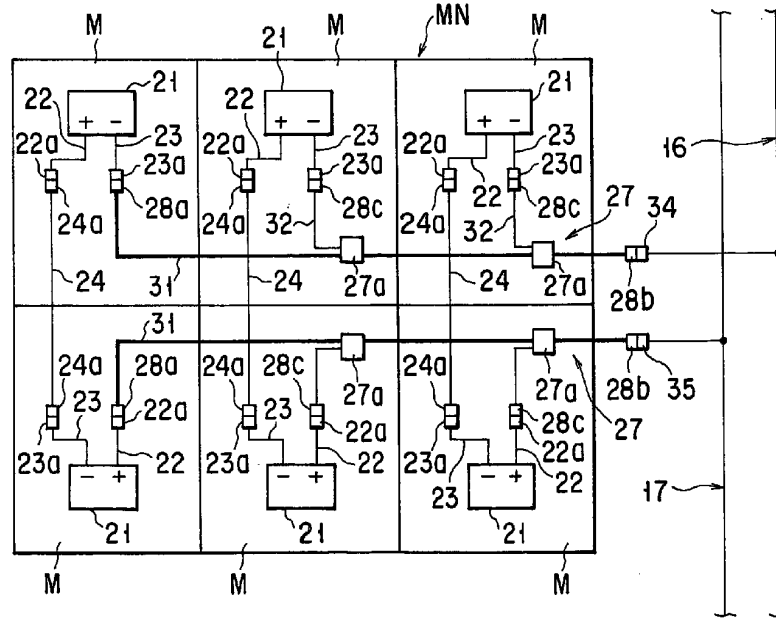 M M MN M
21 21 21
22 + − 23 22 + − 23 + − 23
22a 23a 22a 23a 22a 22 23a 16
24a 28a 24a 28c 24a 28c 27 34
32 32
24 31 24 27a 24 27a 28b
31
24a 28a 24a 28c 27a 24a 27a 28b 35
23 22a 23 22a 28c 27
23a 22 23a 22 23a 22a
− + − + 23 − + 22 17
21 21 21
M M M